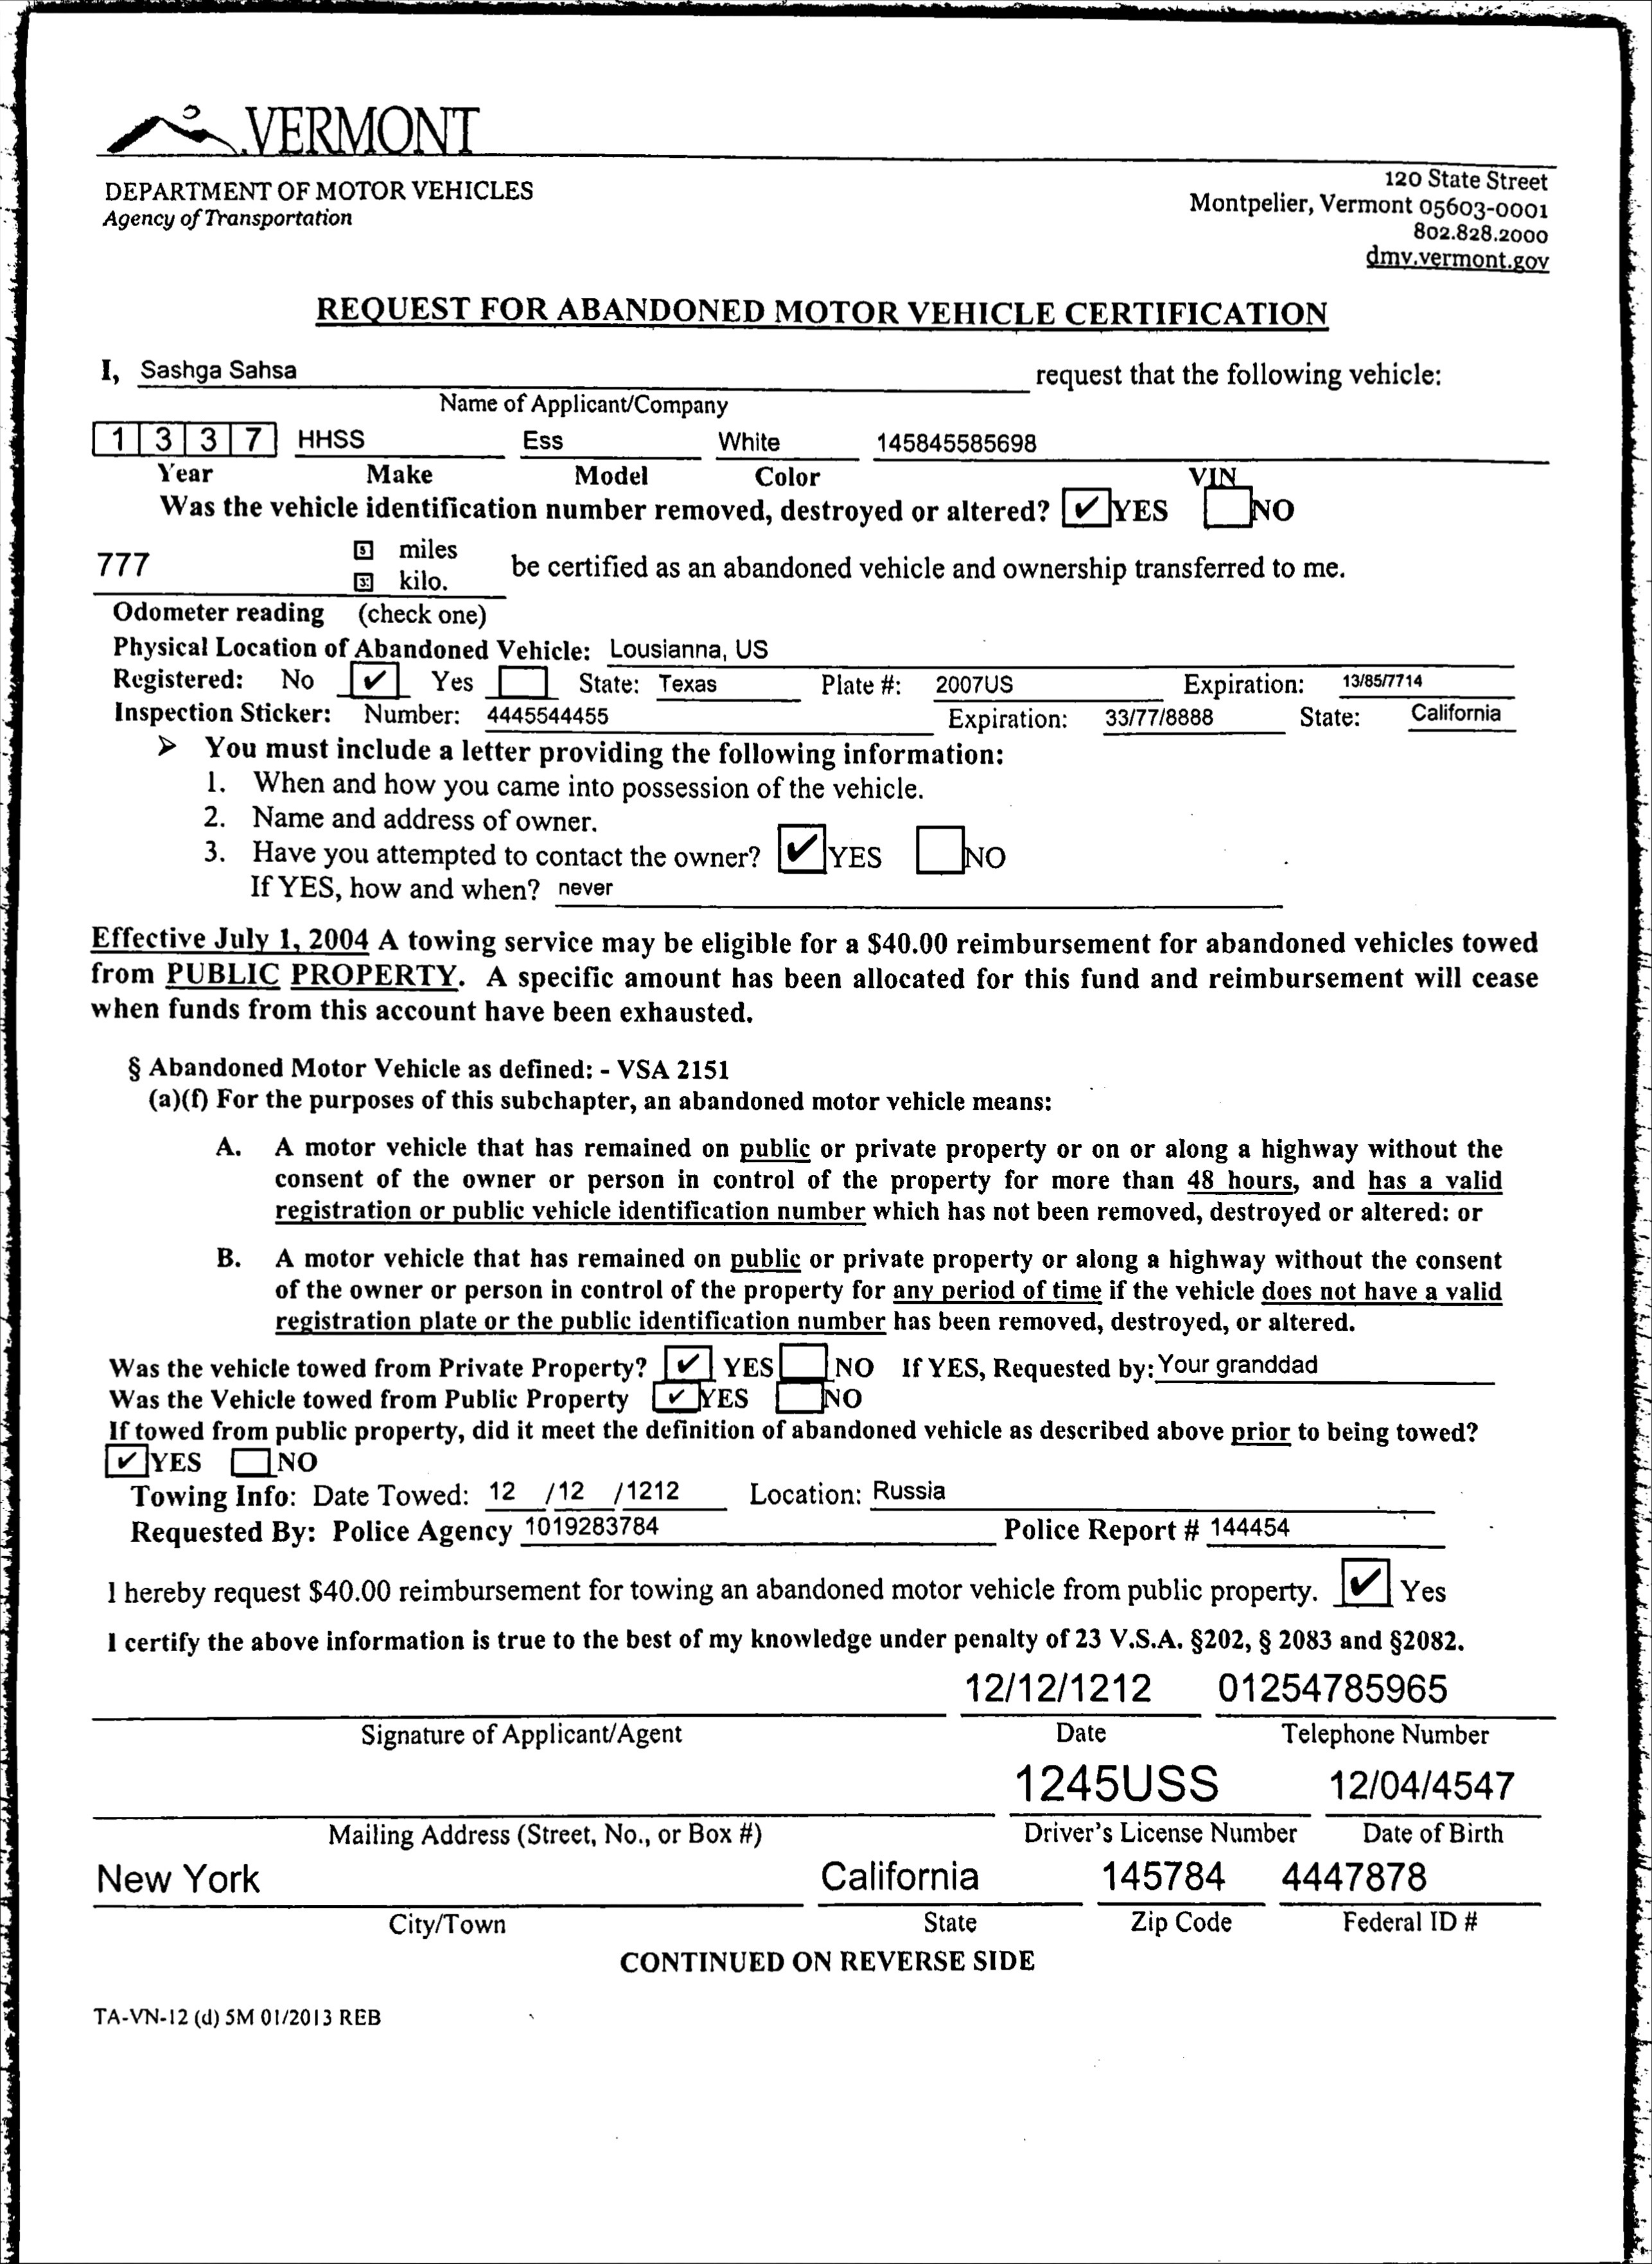 VERMONT
DEPARTMENT OF MOTOR VEHICLES
Agency of Transportation
120 State Street
Montpelier, Vermont 05603-0001
802.828.2000
dmv.vermont.gov
REQUEST FOR ABANDONED MOTOR VEHICLE CERTIFICATION
I, Sashga Sahsa request that the following vehicle:
Name of Applicant/Company
1 3 3 7 HHSS Ess White 145845585698
Year Make Model Color VIN
Was the vehicle identification number removed, destroyed or altered? ✔ YES NO
777 miles
kilo. be certified as an abandoned vehicle and ownership transferred to me.
Odometer reading (check one)
Physical Location of Abandoned Vehicle: Lousianna, US
Registered: No ✔ Yes State: Texas Plate #: 2007US Expiration: 13/85/7714
Inspection Sticker: Number: 4445544455 Expiration: 33/77/8888 State: California
➢ You must include a letter providing the following information:
1. When and how you came into possession of the vehicle.
2. Name and address of owner.
3. Have you attempted to contact the owner? ✔ YES NO
If YES, how and when? never
Effective July 1, 2004 A towing service may be eligible for a $40.00 reimbursement for abandoned vehicles towed
from PUBLIC PROPERTY. A specific amount has been allocated for this fund and reimbursement will cease
when funds from this account have been exhausted.
§ Abandoned Motor Vehicle as defined: - VSA 2151
(a)(f) For the purposes of this subchapter, an abandoned motor vehicle means:
A. A motor vehicle that has remained on public or private property or on or along a highway without the
consent of the owner or person in control of the property for more than 48 hours, and has a valid
registration or public vehicle identification number which has not been removed, destroyed or altered: or
B. A motor vehicle that has remained on public or private property or along a highway without the consent
of the owner or person in control of the property for any period of time if the vehicle does not have a valid
registration plate or the public identification number has been removed, destroyed, or altered.
Was the vehicle towed from Private Property? ✔ YES NO If YES, Requested by: Your granddad
Was the Vehicle towed from Public Property ✔ YES NO
If towed from public property, did it meet the definition of abandoned vehicle as described above prior to being towed?
✔ YES NO
Towing Info: Date Towed: 12 /12 /1212 Location: Russia
Requested By: Police Agency 1019283784 Police Report # 144454
I hereby request $40.00 reimbursement for towing an abandoned motor vehicle from public property. ✔ Yes
I certify the above information is true to the best of my knowledge under penalty of 23 V.S.A. §202, § 2083 and §2082.
12/12/1212 01254785965
Signature of Applicant/Agent Date Telephone Number
1245USS 12/04/4547
Mailing Address (Street, No., or Box #) Driver's License Number Date of Birth
New York California 145784 4447878
City/Town State Zip Code Federal ID #
CONTINUED ON REVERSE SIDE
TA-VN-12 (d) 5M 01/2013 REB